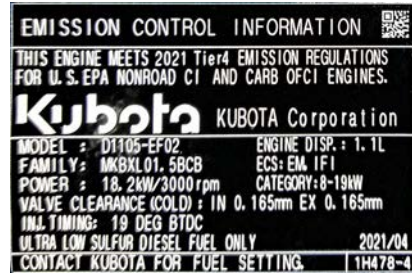 EMISSION CONTROL INFORMATION
THIS ENGINE MEETS 2021 Tier4 EMISSION REGULATIONS
FOR U.S. EPA NONROAD CI AND CARB OFCI ENGINES.
Kubota KUBOTA Corporation
MODEL : D1105-EF02 ENGINE DISP.: 1.1L
FAMILY: MKBXL01.5BCB ECS: EM, IFI
POWER : 18.2kW/3000rpm CATEGORY:8-19kW
VALVE CLEARANCE(COLD) : IN 0.165mm EX 0.165mm
INJ. TIMING: 19 DEG BTDC
ULTRA LOW SULFUR DIESEL FUEL ONLY 2021/04
CONTACT KUBOTA FOR FUEL SETTING. 1H478-4